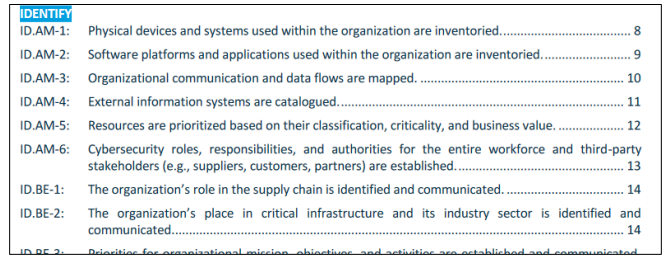 IDENTIFY
ID.AM-1: Physical devices and systems used within the organization are inventoried. 8
ID.AM-2: Software platforms and applications used within the organization are inventoried. 9
ID.AM-3: Organizational communication and data flows are mapped. 10
ID.AM-4: External information systems are catalogued. 11
ID.AM-5: Resources are prioritized based on their classification, criticality, and business value. 12
ID.AM-6: Cybersecurity roles, responsibilities, and authorities for the entire workforce and third-party
stakeholders (e.g., suppliers, customers, partners) are established. 13
ID.BE-1: The organization's role in the supply chain is identified and communicated. 14
ID.BE-2: The organization's place in critical infrastructure and its industry sector is identified and
communicated. 14
ID.BE-3: Priorities for organizational mission, objectives, and activities are established and communicated.